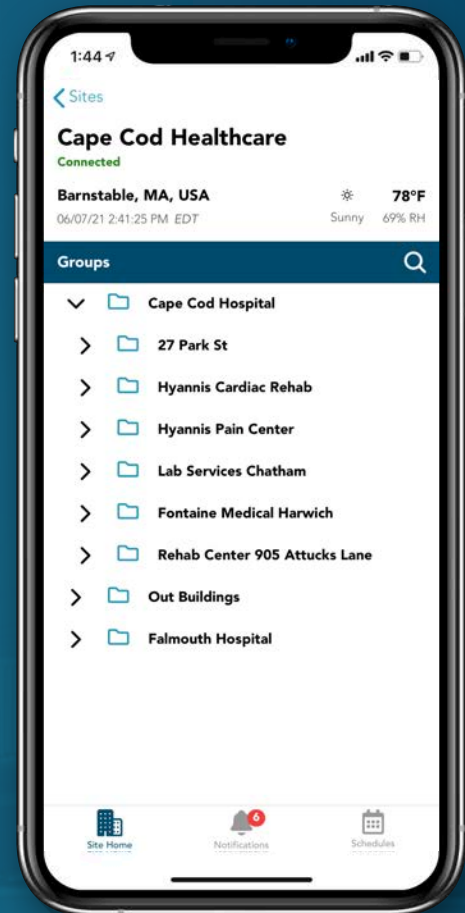 1:44
Sites
Cape Cod Healthcare
Connected
Barnstable, MA, USA 78°F
06/07/21 2:41:25 PM EDT Sunny 69% RH
Groups
Cape Cod Hospital
27 Park St
Hyannis Cardiac Rehab
Hyannis Pain Center
Lab Services Chatham
Fontaine Medical Harwich
Rehab Center 905 Attucks Lane
Out Buildings
Falmouth Hospital
6
Site Home Notifications Schedules